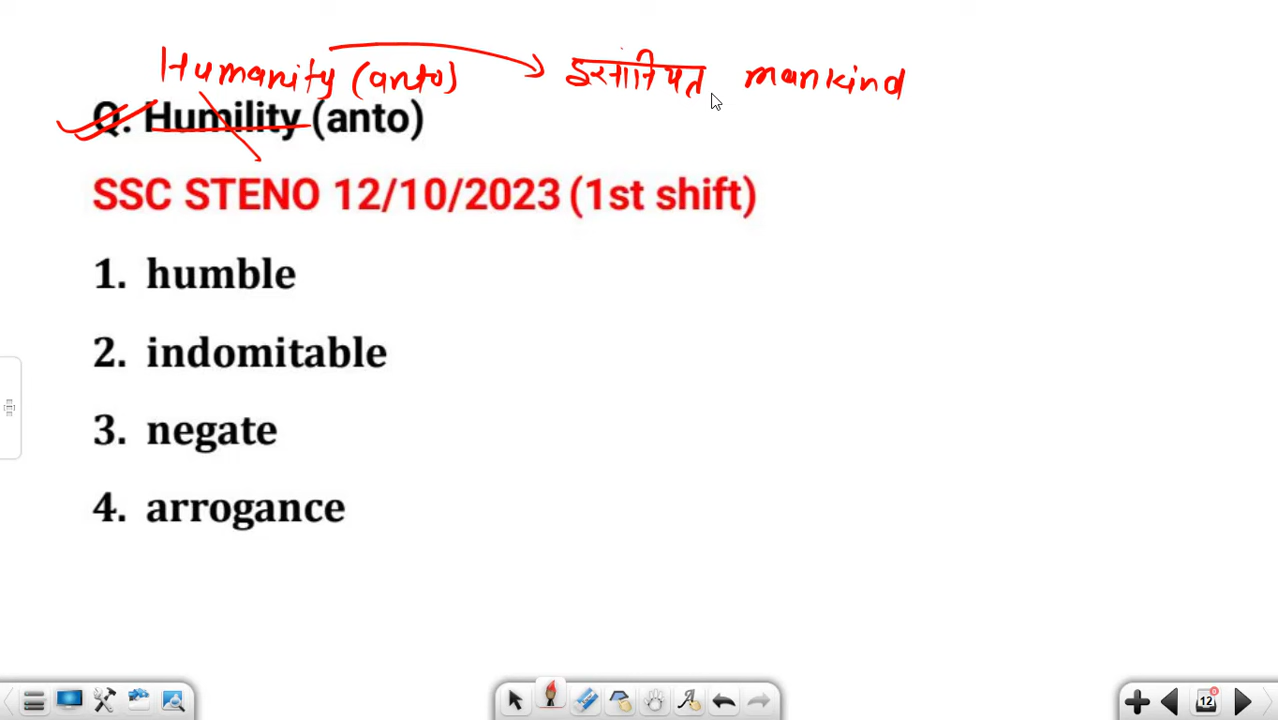 Humanity (anto) इंसानियत mankind
Q. Humility (anto)
SSC STENO 12/10/2023 (1st shift)
1. humble
2. indomitable
3. negate
4. arrogance
12